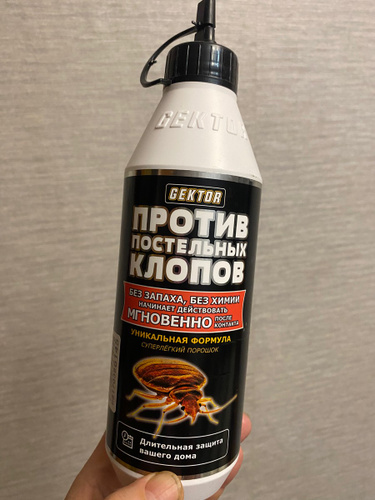 GEKTOR
GEKTOR
ПРОТИВ
ПОСТЕЛЬНЫХ
КЛОПОВ
БЕЗ ЗАПАХА, БЕЗ ХИМИИ
НАЧИНАЕТ ДЕЙСТВОВАТЬ
МГНОВЕННО ПОСЛЕ КОНТАКТА
УНИКАЛЬНАЯ ФОРМУЛА
СУПЕРЛЁГКИЙ ПОРОШОК
Длительная защита
вашего дома